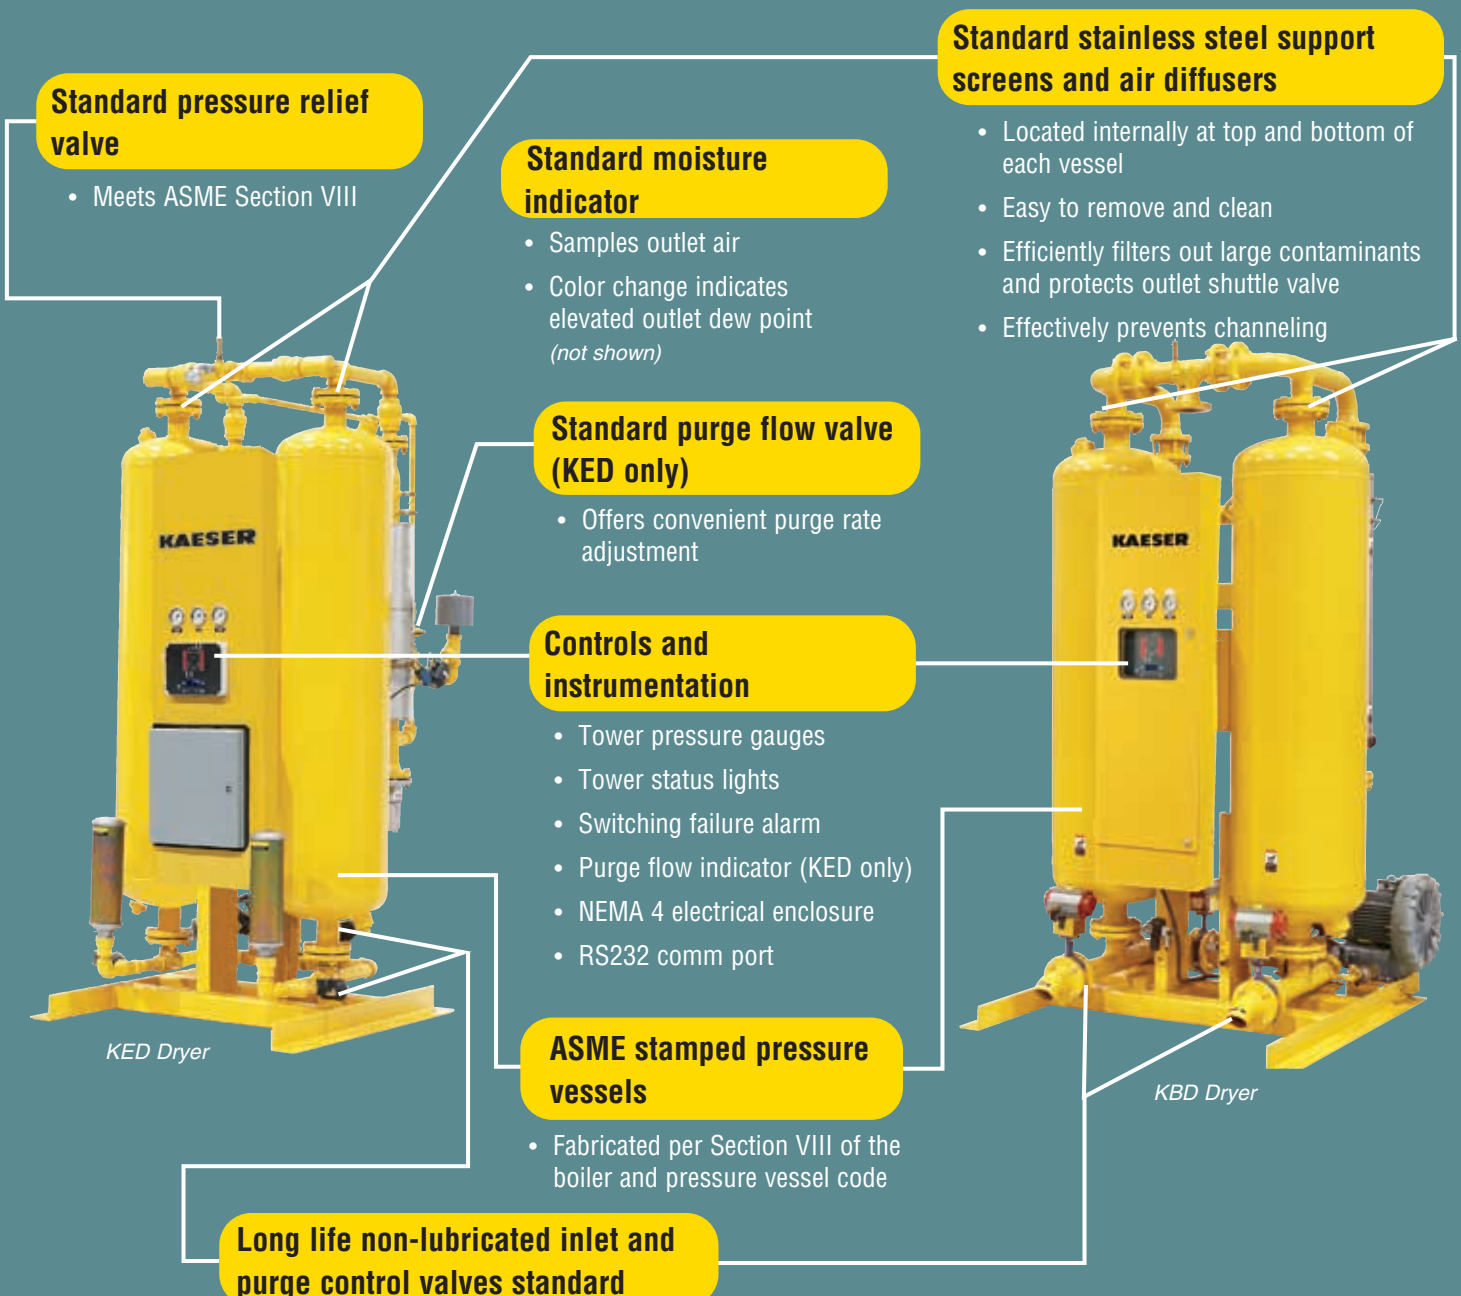 Standard pressure relief
valve
• Meets ASME Section VIII
Standard moisture
indicator
• Samples outlet air
• Color change indicates
elevated outlet dew point
(not shown)
Standard stainless steel support
screens and air diffusers
• Located internally at top and bottom of
each vessel
• Easy to remove and clean
• Efficiently filters out large contaminants
and protects outlet shuttle valve
• Effectively prevents channeling
Standard purge flow valve
(KED only)
• Offers convenient purge rate
adjustment
KAESER
KAESER
Controls and
instrumentation
• Tower pressure gauges
• Tower status lights
• Switching failure alarm
• Purge flow indicator (KED only)
• NEMA 4 electrical enclosure
• RS232 comm port
KED Dryer
ASME stamped pressure
vessels
• Fabricated per Section VIII of the
boiler and pressure vessel code
KBD Dryer
Long life non-lubricated inlet and
purge control valves standard